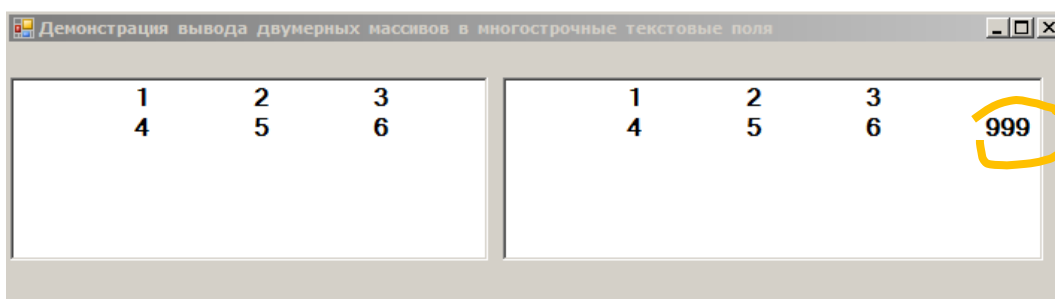 Демонстрация вывода двумерных массивов в многострочные текстовые поля
1 2 3
4 5 6
1 2 3
4 5 6 999